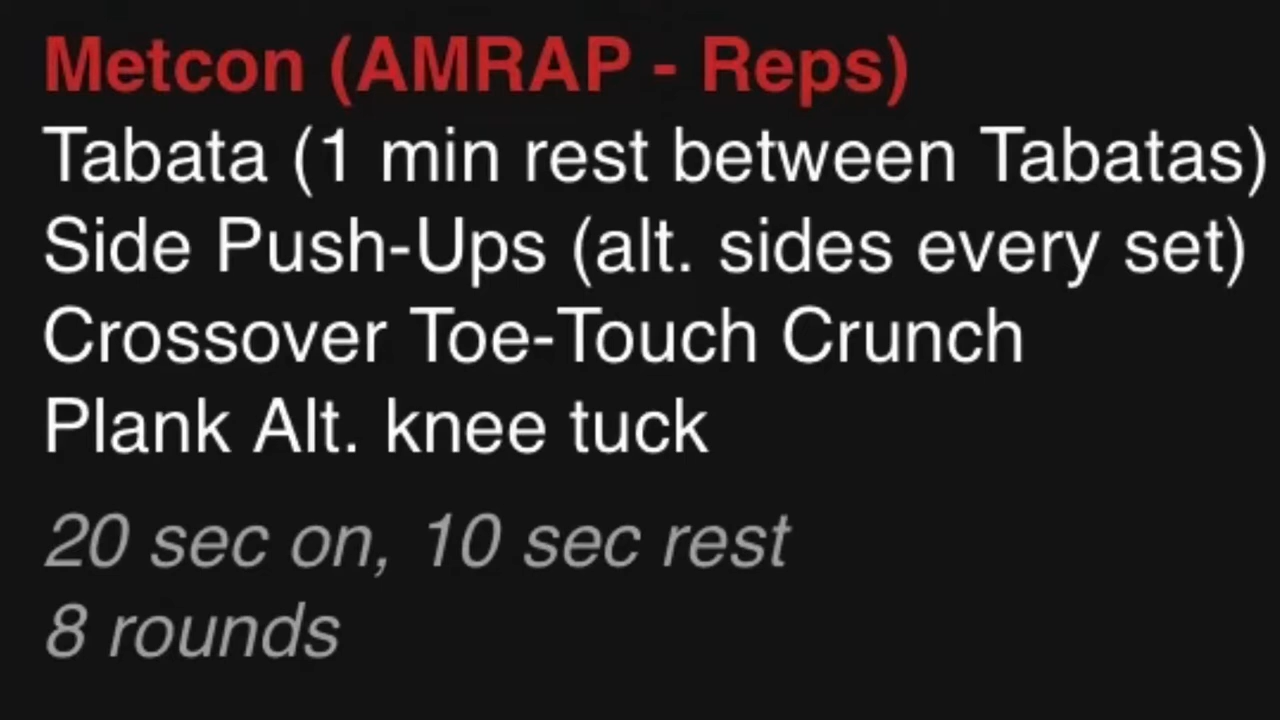 Metcon (AMRAP - Reps)
Tabata (1 min rest between Tabatas)
Side Push-Ups (alt. sides every set)
Crossover Toe-Touch Crunch
Plank Alt. knee tuck
20 sec on, 10 sec rest
8 rounds